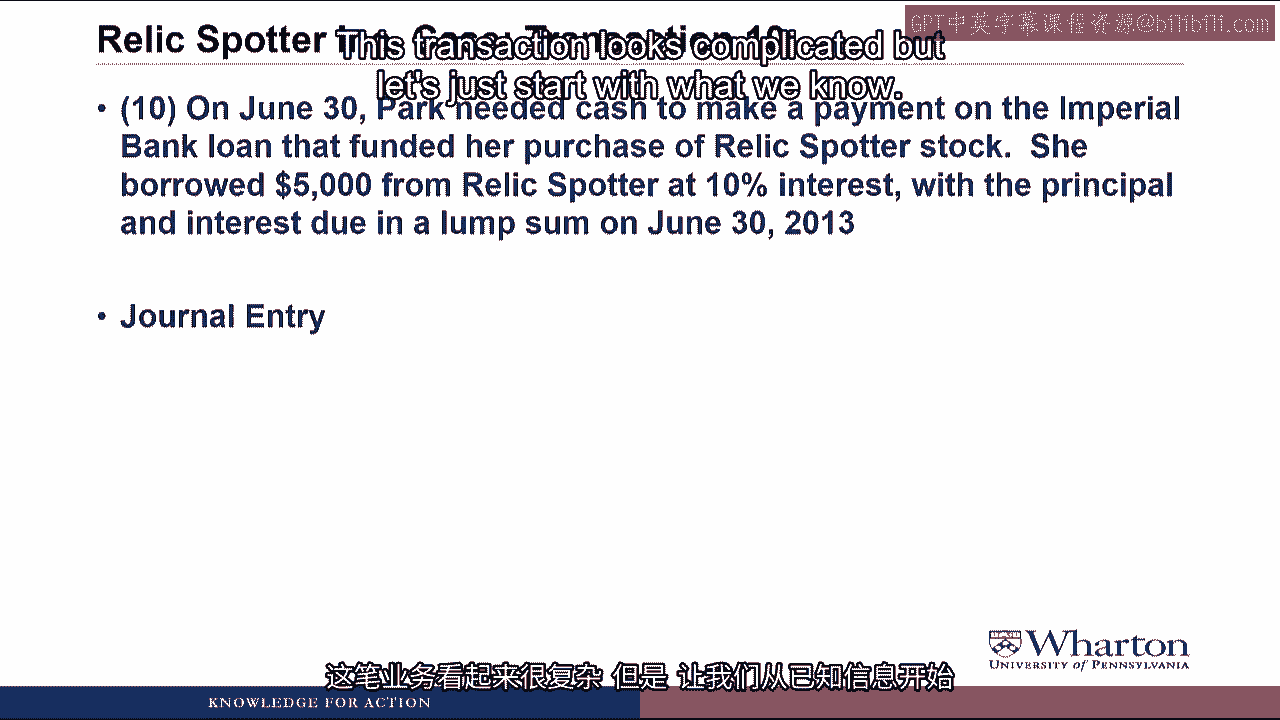 GPT中英字幕课程资源@bilibili.com
Relic Spotter Inc. Case: Transaction 10
This transaction looks complicated but
let's just start with what we know.
• (10) On June 30, Park needed cash to make a payment on the Imperial
Bank loan that funded her purchase of Relic Spotter stock. She
borrowed $5,000 from Relic Spotter at 10% interest, with the principal
and interest due in a lump sum on June 30, 2013
• Journal Entry
Wharton
UNIVERSITY of PENNSYLVANIA
这笔业务看起来很复杂 但是 让我们从已知信息开始
KNOWLEDGE FOR ACTION